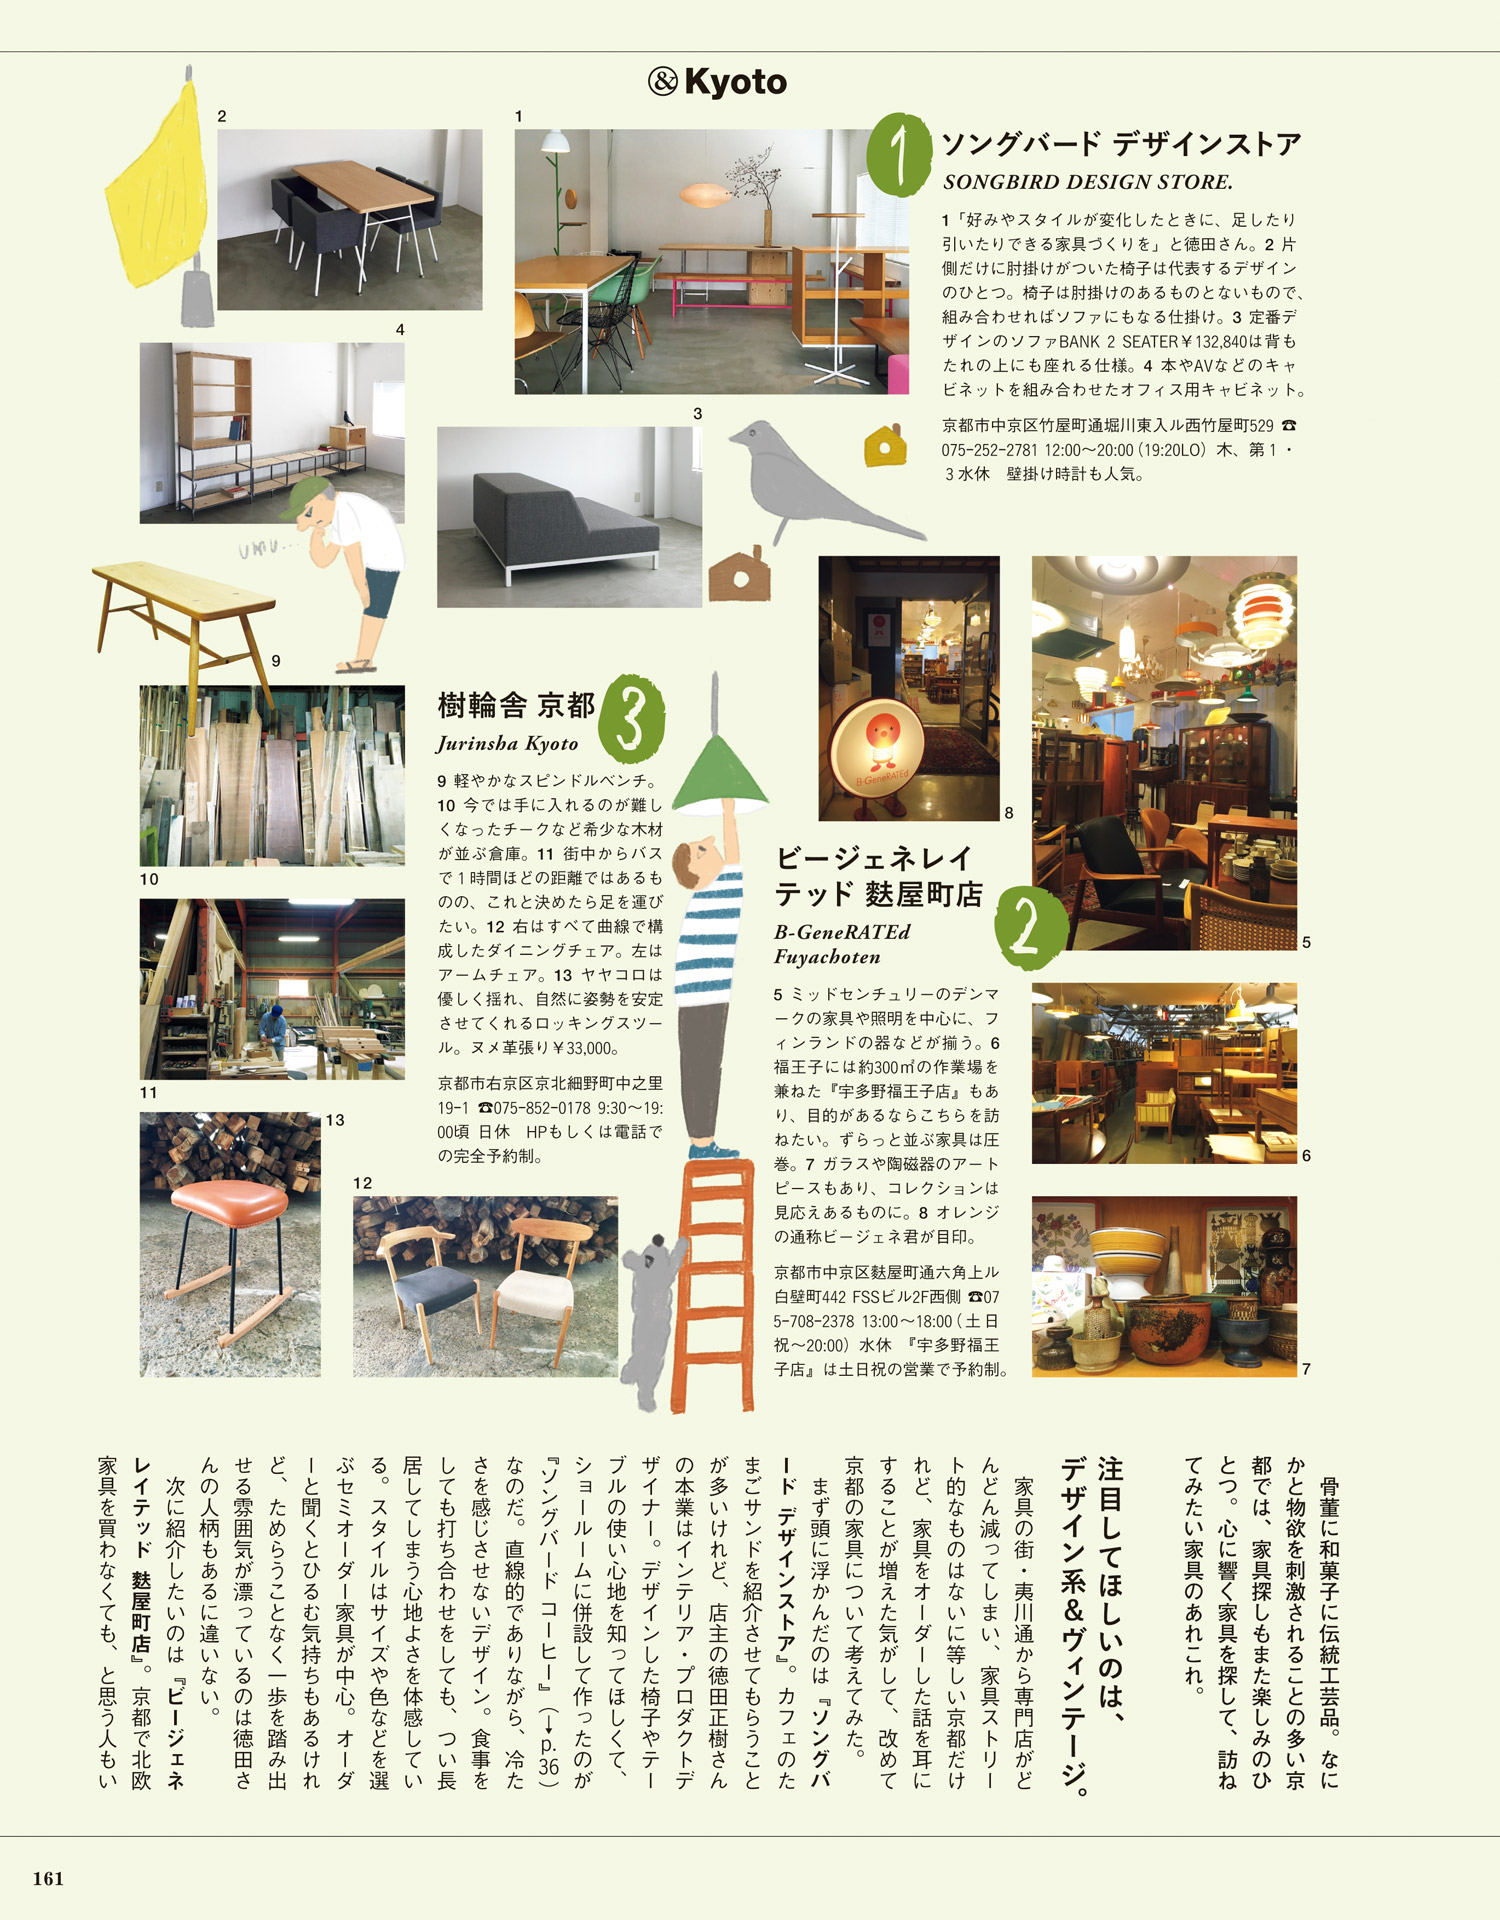 & Kyoto
1
ソングバード デザインストア
SONGBIRD DESIGN STORE.
1「好みやスタイルが変化したときに、足したり
引いたりできる家具づくりを」と徳田さん。2 片
側だけに肘掛けがついた椅子は代表するデザイン
のひとつ。椅子は肘掛けのあるものとないもので、
組み合わせればソファにもなる仕掛け。3 定番デ
ザインのソファBANK 2 SEATER￥132,840は背も
たれの上にも座れる仕様。4 本やAVなどのキャ
ビネットを組み合わせたオフィス用キャビネット。
京都市中京区竹屋町通堀川東入ル西竹屋町529 ☎
075-252-2781 12:00〜20:00（19:20LO）木、第1・
3水休　壁掛け時計も人気。
2
1
4
3
UMU...
9
10
11
13
12
8
5
6
7
B-GeneRATEd
2
ビージェネレイ
テッド 麩屋町店
B-GeneRATEd
Fuyachoten
5 ミッドセンチュリーのデンマ
ークの家具や照明を中心に、フ
ィンランドの器などが揃う。6
福王子には約300㎡の作業場を
兼ねた『宇多野福王子店』もあ
り、目的があるならこちらを訪
ねたい。ずらっと並ぶ家具は圧
巻。7 ガラスや陶磁器のアート
ピースもあり、コレクションは
見応えあるものに。8 オレンジ
の通称ビージェネ君が目印。
京都市中京区麩屋町通六角上ル
白壁町442 FSSビル2F西側 ☎07
5-708-2378 13:00〜18:00（土日
祝〜20:00）水休　『宇多野福王
子店』は土日祝の営業で予約制。
3
樹輪舎 京都
Jurinsha Kyoto
9 軽やかなスピンドルベンチ。
10 今では手に入れるのが難し
くなったチークなど希少な木材
が並ぶ倉庫。11 街中からバス
で1時間ほどの距離ではあるも
のの、これと決めたら足を運び
たい。12 右はすべて曲線で構
成したダイニングチェア。左は
アームチェア。13 ヤヤコロは
優しく揺れ、自然に姿勢を安定
させてくれるロッキングスツー
ル。ヌメ革張り￥33,000。
京都市右京区京北細野町中之里
19-1 ☎075-852-0178 9:30〜19:
00頃 日休　HPもしくは電話で
の完全予約制。
骨董に和菓子に伝統工芸品。なに
かと物欲を刺激されることの多い京
都では、家具探しもまた楽しみのひ
とつ。心に響く家具を探して、訪ね
てみたい家具のあれこれ。
注目してほしいのは、
デザイン系＆ヴィンテージ。
家具の街・夷川通から専門店がど
んどん減ってしまい、家具ストリー
ト的なものはないに等しい京都だけ
れど、家具をオーダーした話を耳に
することが増えた気がして、改めて
京都の家具について考えてみた。
まず頭に浮かんだのは『ソングバ
ード デザインストア』。カフェのた
まごサンドを紹介させてもらうこと
が多いけれど、店主の徳田正樹さん
の本業はインテリア・プロダクトデ
ザイナー。デザインした椅子やテー
ブルの使い心地を知ってほしくて、
ショールームに併設して作ったのが
『ソングバード コーヒー』（→p.36）
なのだ。直線的でありながら、冷た
さを感じさせないデザイン。食事を
しても打ち合わせをしても、つい長
居してしまう心地よさを体感してい
る。スタイルはサイズや色などを選
ぶセミオーダー家具が中心。オーダ
ーと聞くとひるむ気持ちもあるけれ
ど、ためらうことなく一歩を踏み出
せる雰囲気が漂っているのは徳田さ
んの人柄もあるに違いない。
次に紹介したいのは『ビージェネ
レイテッド 麩屋町店』。京都で北欧
家具を買わなくても、と思う人もい
161